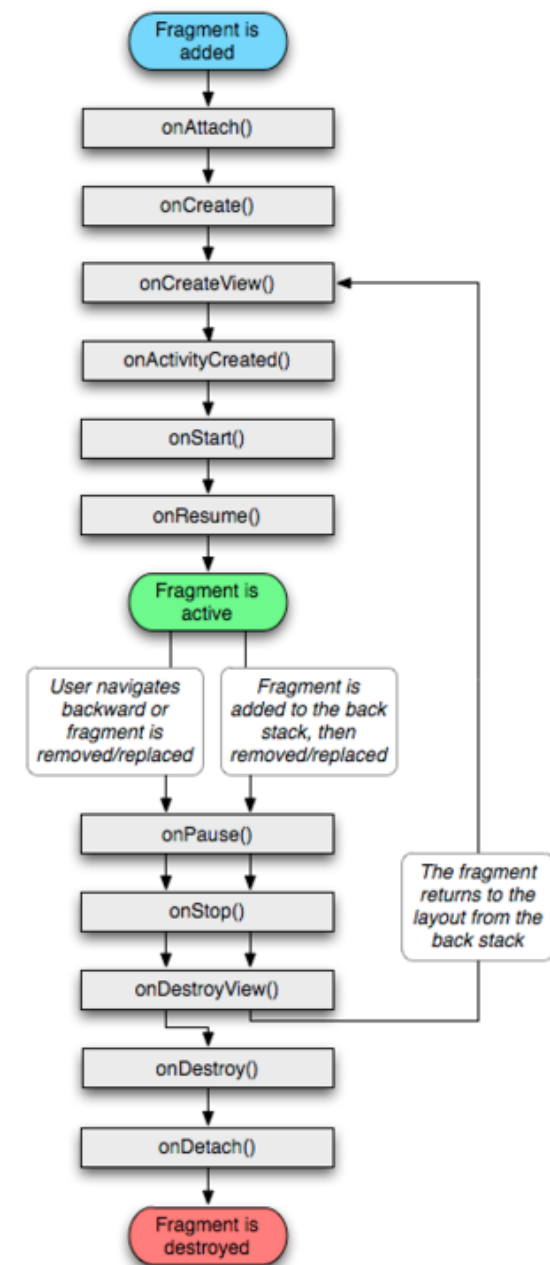 Fragment is
added
onAttach()
onCreate()
onCreateView()
onActivityCreated()
onStart()
onResume()
Fragment is
active
User navigates
backward or
fragment is
removed/replaced
Fragment is
added to the back
stack, then
removed/replaced
onPause()
onStop()
The fragment
returns to the
layout from the
back stack
onDestroyView()
onDestroy()
onDetach()
Fragment is
destroyed